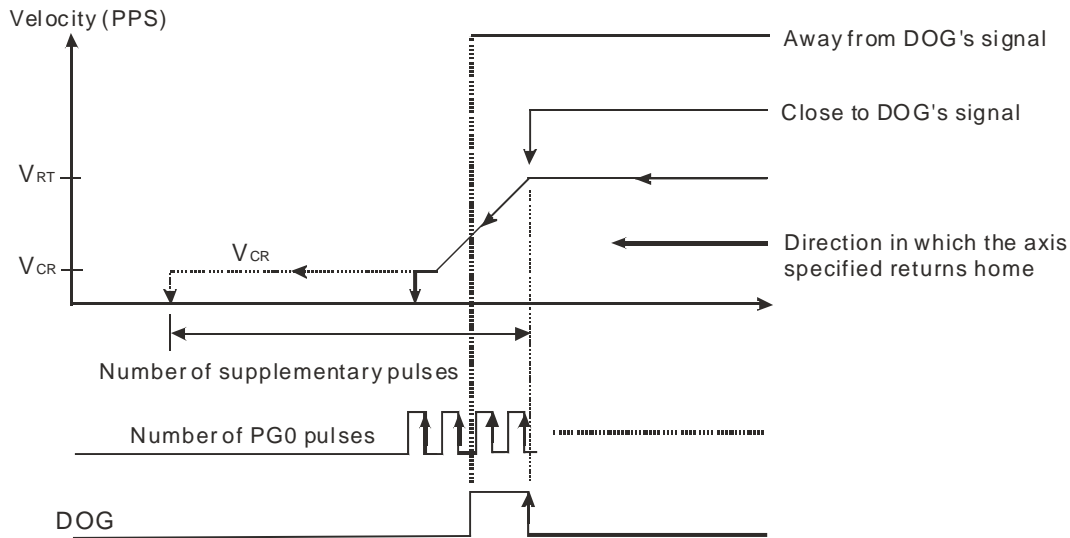 Velocity (PPS)
Away from DOG's signal
Close to DOG's signal
VRT
VCR
VCR
Direction in which the axis
specified returns home
Number of supplementary pulses
Number of PG0 pulses
DOG